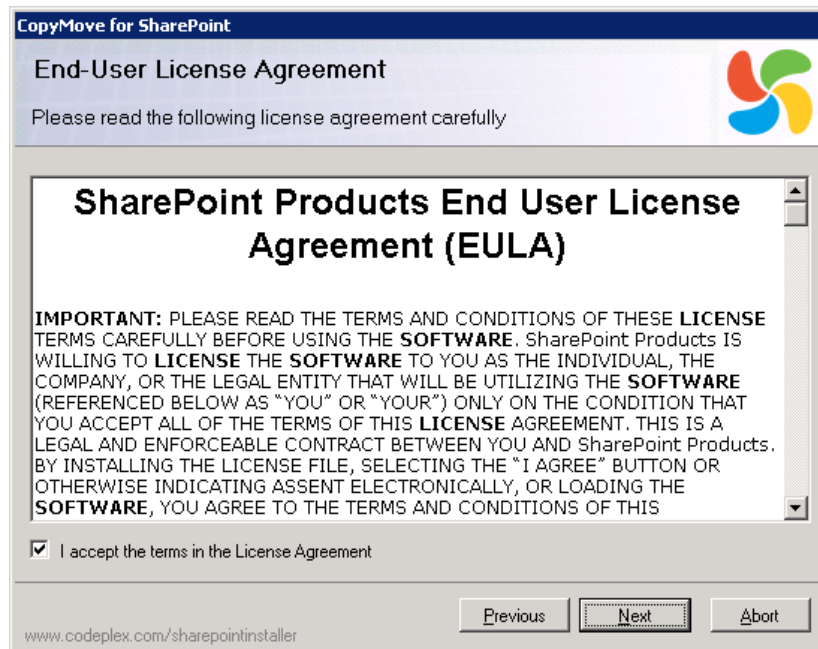 CopyMove for SharePoint
End-User License Agreement
Please read the following license agreement carefully
SharePoint Products End User License
Agreement (EULA)
IMPORTANT: PLEASE READ THE TERMS AND CONDITIONS OF THESE LICENSE
TERMS CAREFULLY BEFORE USING THE SOFTWARE. SharePoint Products IS
WILLING TO LICENSE THE SOFTWARE TO YOU AS THE INDIVIDUAL, THE
COMPANY, OR THE LEGAL ENTITY THAT WILL BE UTILIZING THE SOFTWARE
(REFERENCED BELOW AS “YOU” OR “YOUR”) ONLY ON THE CONDITION THAT
YOU ACCEPT ALL OF THE TERMS OF THIS LICENSE AGREEMENT. THIS IS A
LEGAL AND ENFORCEABLE CONTRACT BETWEEN YOU AND SharePoint Products.
BY INSTALLING THE LICENSE FILE, SELECTING THE “I AGREE” BUTTON OR
OTHERWISE INDICATING ASSENT ELECTRONICALLY, OR LOADING THE
SOFTWARE, YOU AGREE TO THE TERMS AND CONDITIONS OF THIS
I accept the terms in the License Agreement
Previous Next Abort
www.codeplex.com/sharepointinstaller